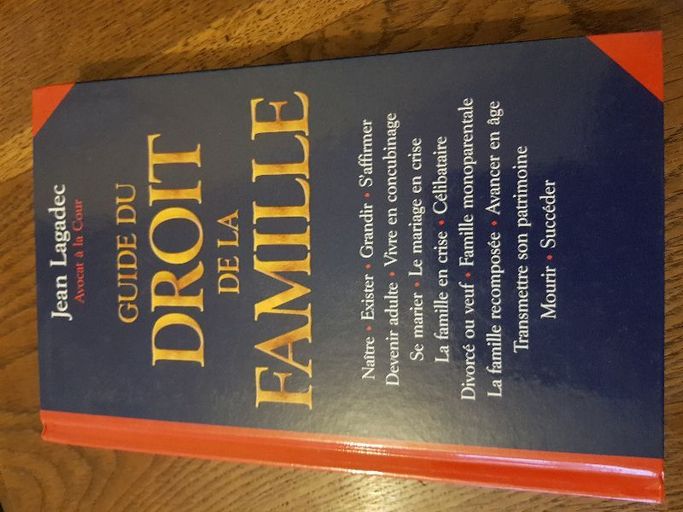 Jean Lagadec
Avocat à la Cour
GUIDE DU
DROIT
DE LA
FAMILLE
Naître • Exister • Grandir • S'affirmer
Devenir adulte • Vivre en concubinage
Se marier • Le mariage en crise
La famille en crise • Célibataire
Divorcé ou veuf • Famille monoparentale
La famille recomposée • Avancer en âge
Transmettre son patrimoine
Mourir • Succéder